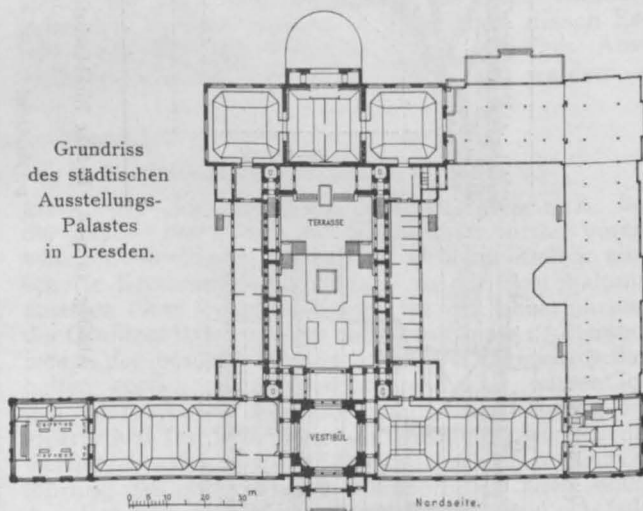 Grundriss
des städtischen
Ausstellungs-
Palastes
in Dresden.
TERRASSE
VESTIBÜL
0 5 10 20 30 m
Nordseite.